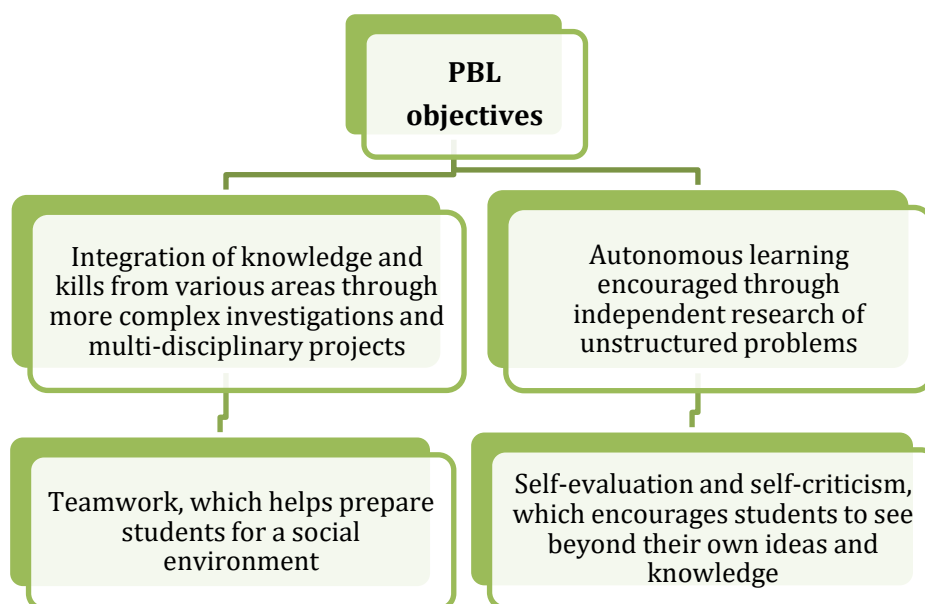 PBL
objectives
Integration of knowledge and
kills from various areas through
more complex investigations and
multi-disciplinary projects
Autonomous learning
encouraged through
independent research of
unstructured problems
Teamwork, which helps prepare
students for a social
environment
Self-evaluation and self-criticism,
which encourages students to see
beyond their own ideas and
knowledge